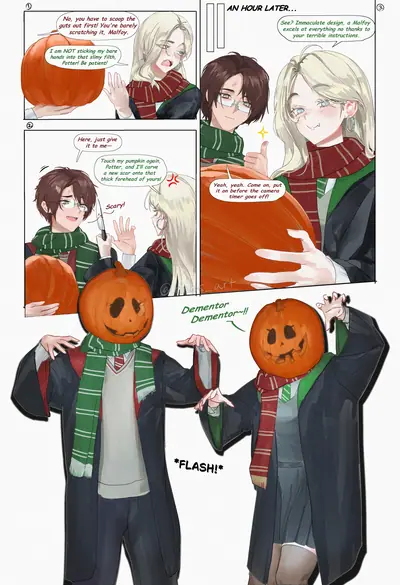 ①
No, you have to scoop the
guts out first! You're barely
scratching it, Malfoy.
I am NOT sticking my bare
hands into that slimy filth,
Potter! Be patient!
②
Here, just give it
to me—
Touch my pumpkin again,
Potter, and I'll carve
a new scar onto that
thick forehead of yours!
Scary!
AN HOUR LATER...
③
See? Immaculate design, a Malfoy
excels at everything no thanks to
your terrible instructions.
Yeah, yeah. Come on, put
it on before the camera
timer goes off!
Dementor
Dementor~!!
*FLASH!*